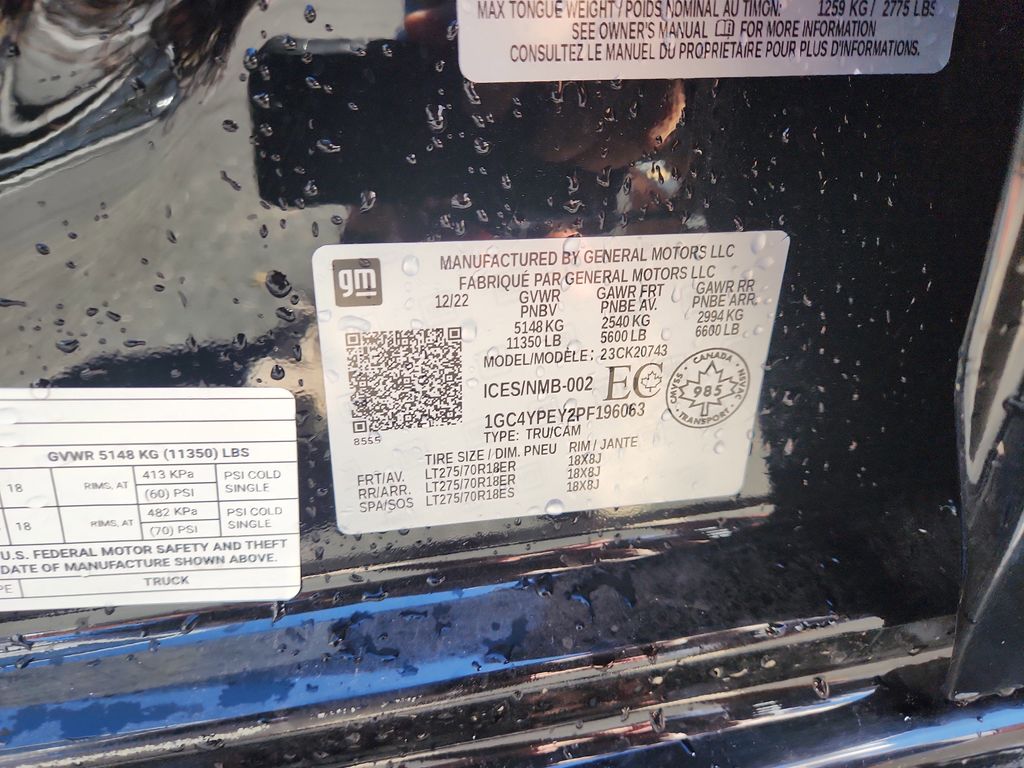 MAX TONGUE WEIGHT / POIDS NOMINAL AU TIMON: 1259 KG / 2775 LBS
SEE OWNER'S MANUAL FOR MORE INFORMATION
CONSULTEZ LE MANUEL DU PROPRIÉTAIRE POUR PLUS D'INFORMATIONS.
gm
MANUFACTURED BY GENERAL MOTORS LLC
FABRIQUÉ PAR GENERAL MOTORS LLC
12/22 GVWR GAWR FRT GAWR RR
PNBV PNBE AV. PNBE ARR.
5148 KG 2540 KG 2994 KG
11350 LB 5600 LB 6600 LB
MODEL/MODÈLE: 23CK20743
ICES/NMB-002 EC
CANADA
CMVSS 985 NSVAC
TRANSPORT
1GC4YPEY2PF196063
8555
TYPE: TRU/CAM
TIRE SIZE / DIM. PNEU RIM / JANTE
FRT/AV. LT275/70R18ER 18X8J
RR/ARR. LT275/70R18ER 18X8J
SPA/SOS LT275/70R18ES 18X8J
GVWR 5148 KG (11350) LBS
18 RIMS, AT 413 KPa PSI COLD
(60) PSI SINGLE
18 RIMS, AT 482 KPa PSI COLD
(70) PSI SINGLE
U.S. FEDERAL MOTOR SAFETY AND THEFT
DATE OF MANUFACTURE SHOWN ABOVE.
PE TRUCK